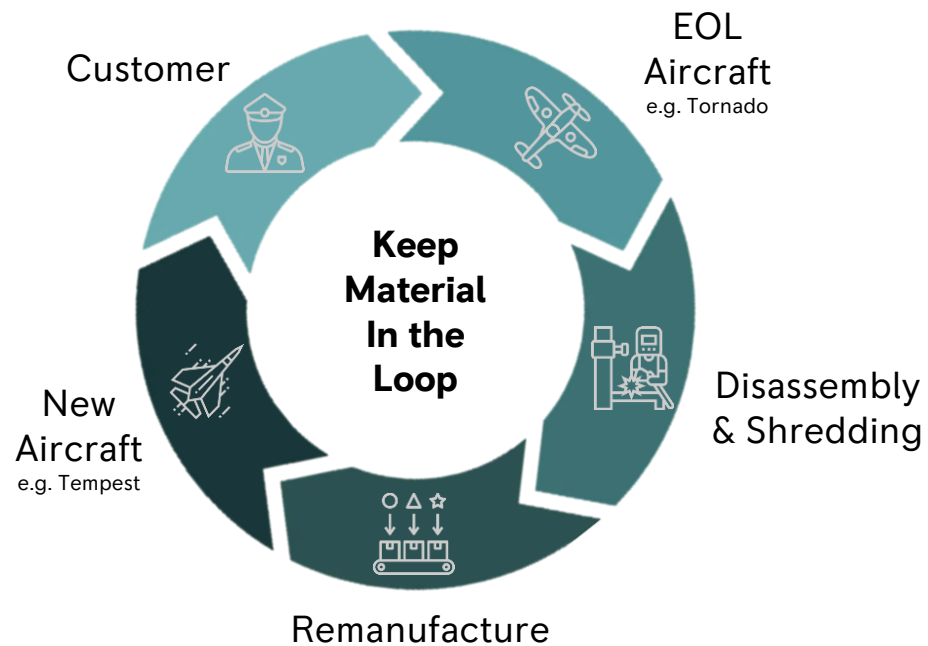 Customer
EOL
Aircraft
e.g. Tornado
Keep
Material
In the
Loop
Disassembly
& Shredding
New
Aircraft
e.g. Tempest
Remanufacture